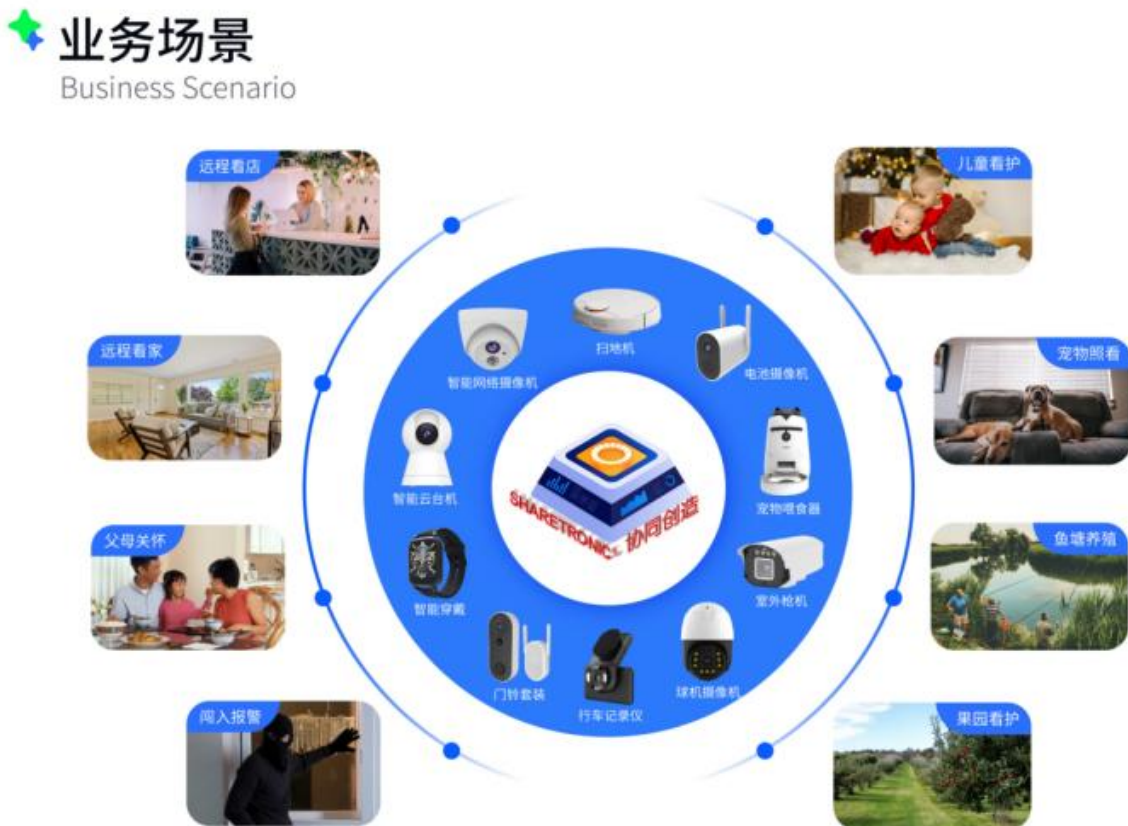 业务场景
Business Scenario
远程看店
儿童看护
扫地机
智能网络摄像机
电池摄像机
远程看家
宠物照看
智能云台机
宠物喂食器
SHARETRONIC 协同创造
父母关怀
鱼塘养殖
智能穿戴
室外枪机
门铃套装
行车记录仪
球机摄像机
闯入报警
果园看护